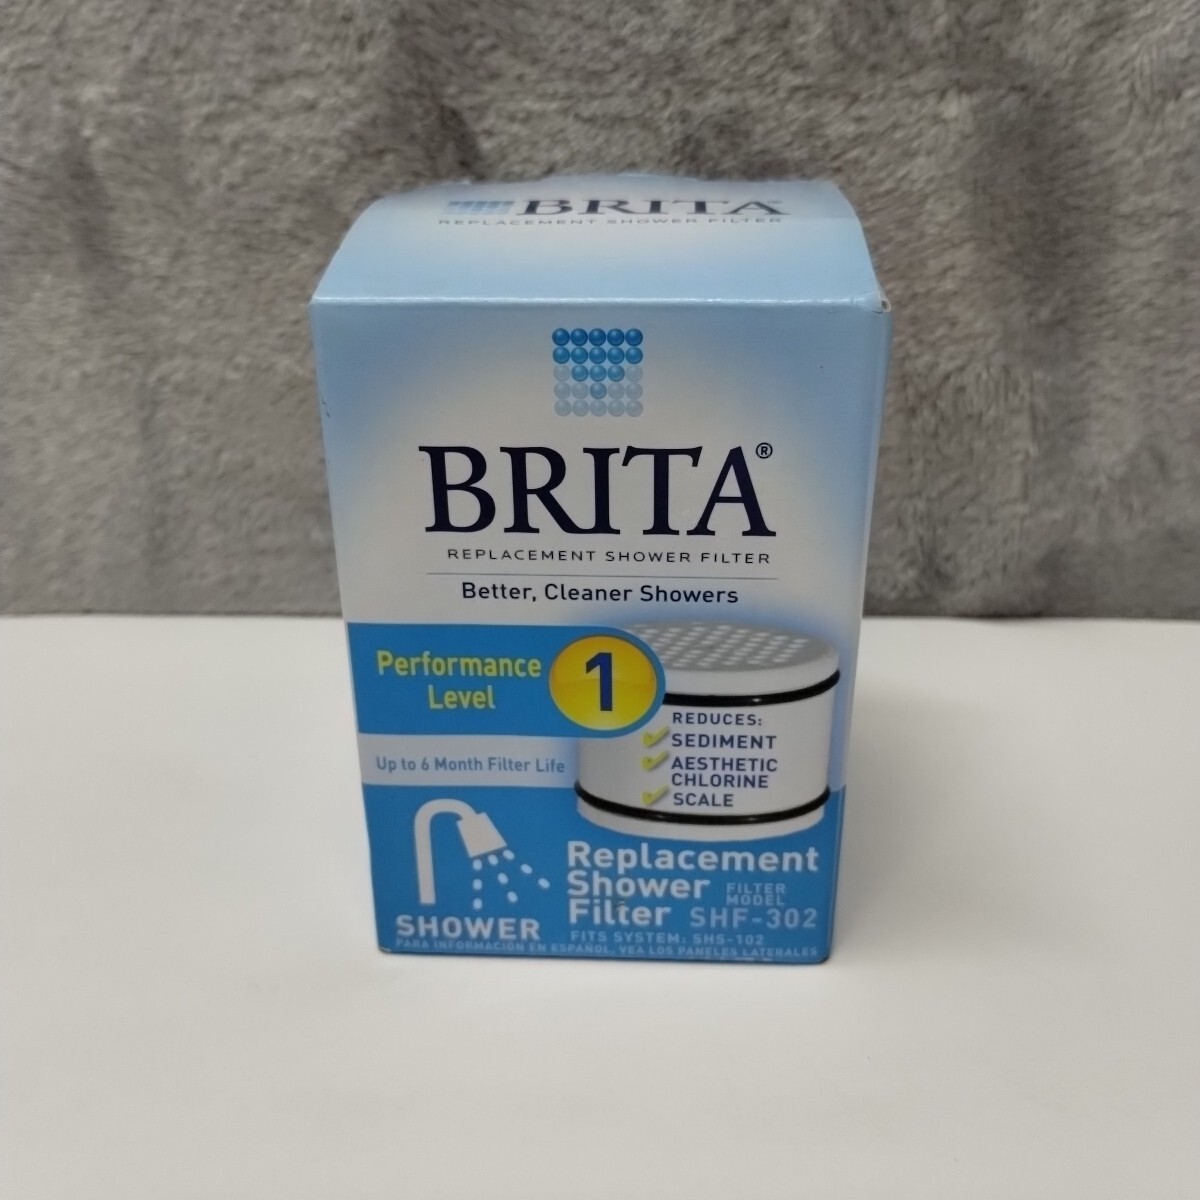 BRITA
REPLACEMENT SHOWER FILTER
BRITA®
REPLACEMENT SHOWER FILTER
Better, Cleaner Showers
Performance
Level
1
Up to 6 Month Filter Life
REDUCES:
SEDIMENT
AESTHETIC
CHLORINE
SCALE
SHOWER
Replacement
Shower
Filter
FILTER
MODEL
SHF-302
FITS SYSTEM: SHS-102
PARA INFORMACIÓN EN ESPAÑOL, VEA LOS PANELES LATERALES